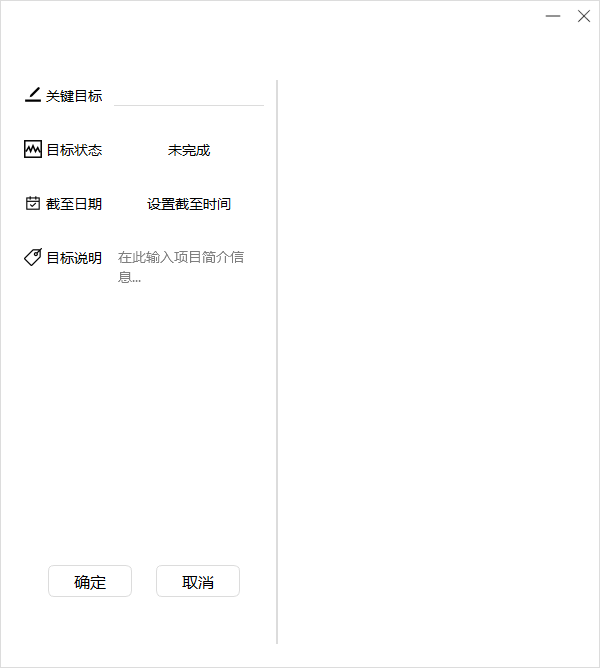 关键目标
目标状态 未完成
截至日期 设置截至时间
目标说明 在此输入项目简介信
息...
确定 取消